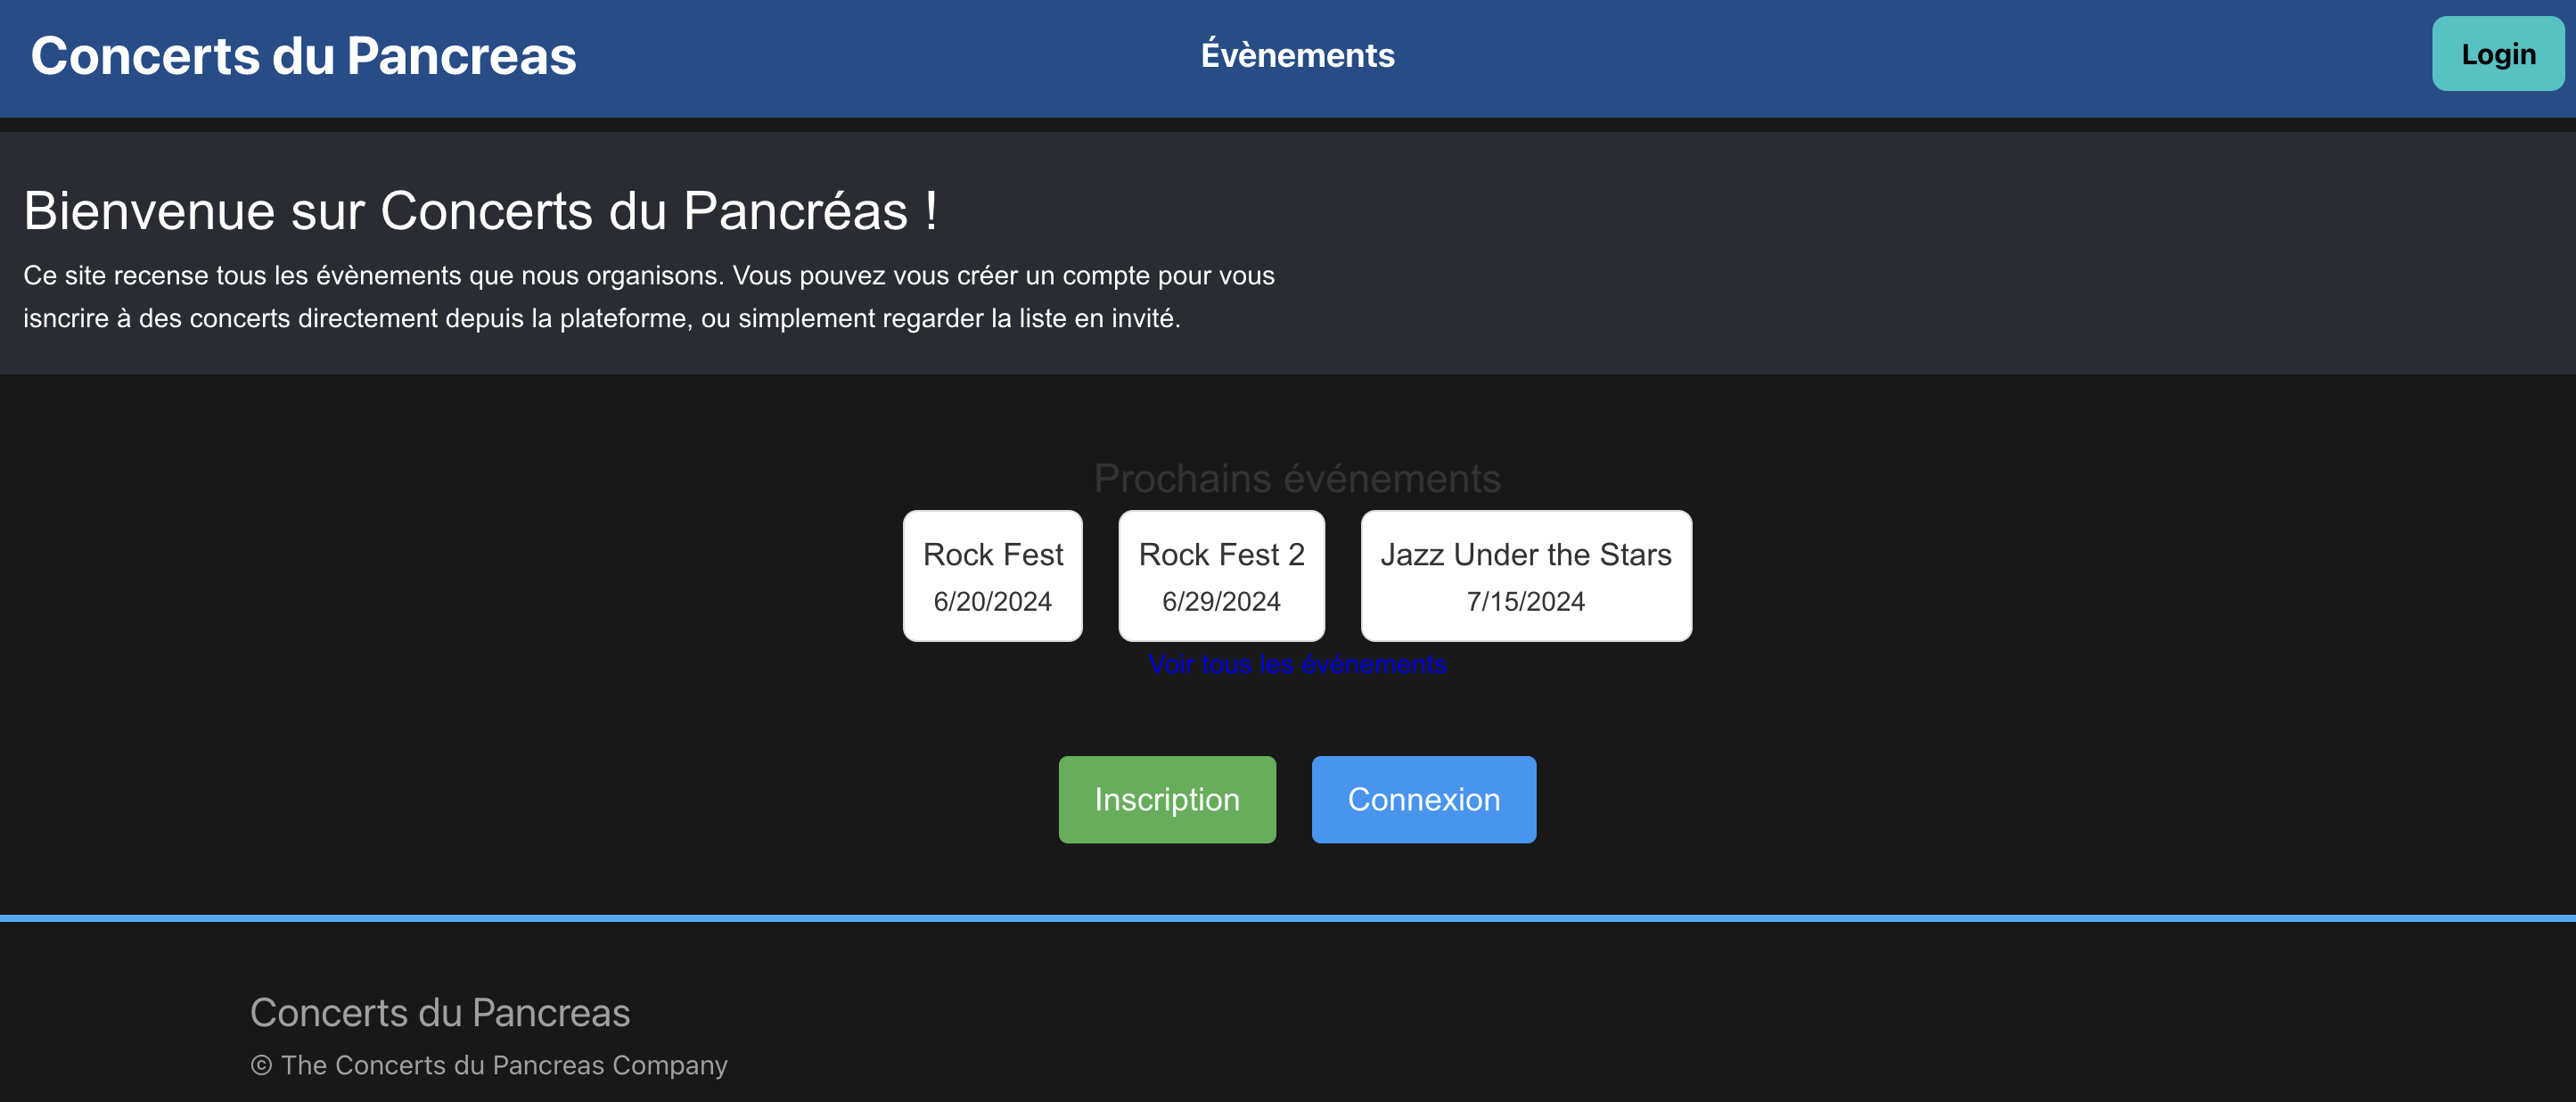 Concerts du Pancreas
Évènements
Login
Bienvenue sur Concerts du Pancréas !
Ce site recense tous les évènements que nous organisons. Vous pouvez vous créer un compte pour vous
isncrire à des concerts directement depuis la plateforme, ou simplement regarder la liste en invité.
Prochains événements
Rock Fest
6/20/2024
Rock Fest 2
6/29/2024
Jazz Under the Stars
7/15/2024
Voir tous les événements
Inscription
Connexion
Concerts du Pancreas
© The Concerts du Pancreas Company